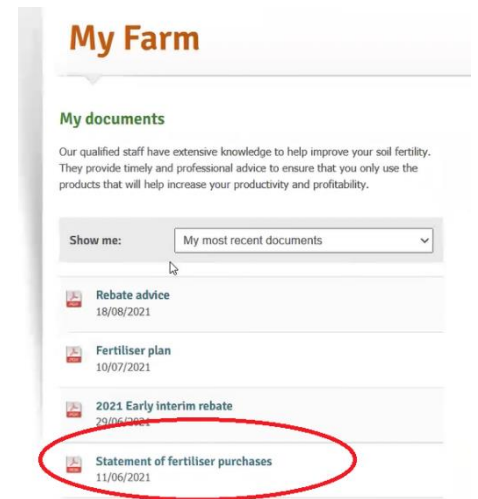 My Farm
My documents
Our qualified staff have extensive knowledge to help improve your soil fertility.
They provide timely and professional advice to ensure that you only use the
products that will help increase your productivity and profitability.
Show me: My most recent documents
Rebate advice
18/08/2021
Fertiliser plan
10/07/2021
2021 Early interim rebate
29/06/2021
Statement of fertiliser purchases
11/06/2021